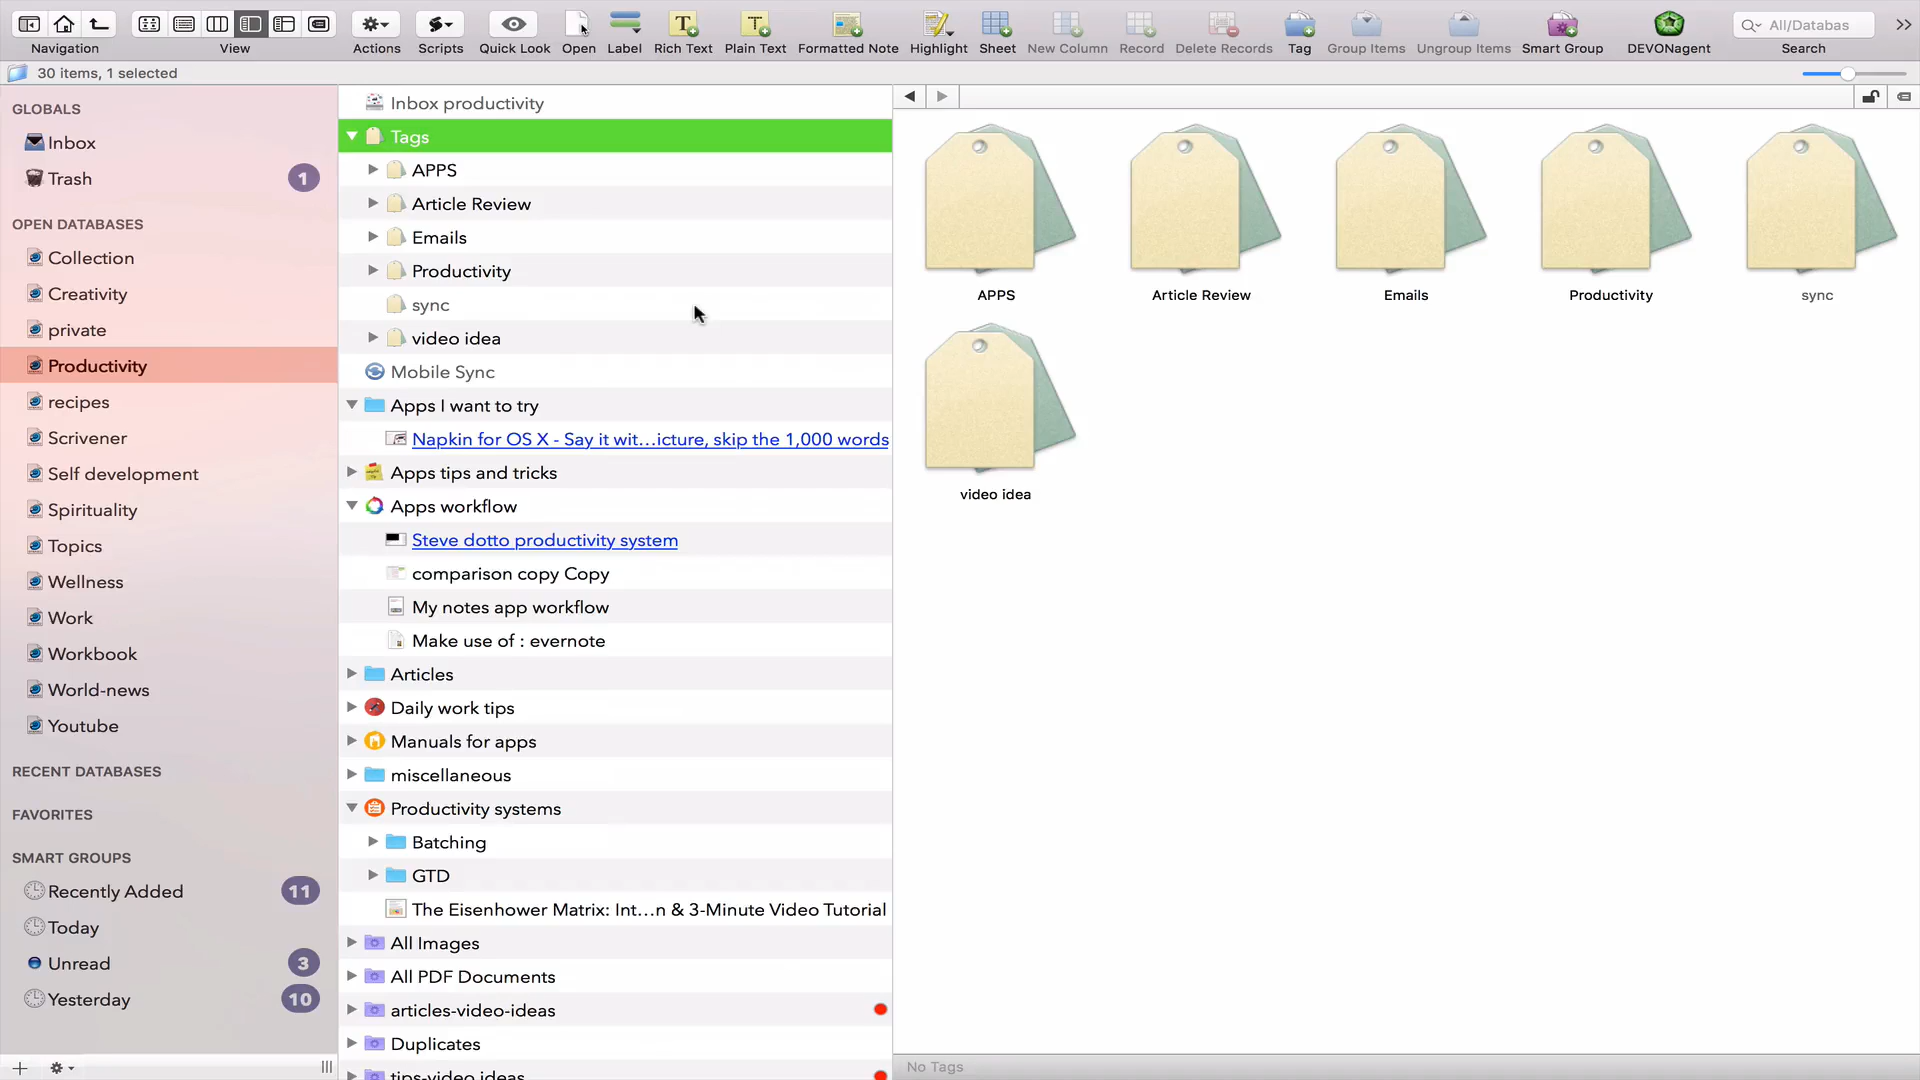 Navigation
View
Actions
Scripts
Quick Look
Open
Label
Rich Text
Plain Text
Formatted Note
Highlight
Sheet
New Column
Record
Delete Records
Tag
Group Items
Ungroup Items
Smart Group
DEVONagent
All/Databas
Search
30 items, 1 selected
GLOBALS
Inbox
Trash
1
OPEN DATABASES
Collection
Creativity
private
Productivity
recipes
Scrivener
Self development
Spirituality
Topics
Wellness
Work
Workbook
World-news
Youtube
RECENT DATABASES
FAVORITES
SMART GROUPS
Recently Added
11
Today
Unread
3
Yesterday
10
Inbox productivity
Tags
APPS
Article Review
Emails
Productivity
sync
video idea
Mobile Sync
Apps I want to try
Napkin for OS X - Say it wit...icture, skip the 1,000 words
Apps tips and tricks
Apps workflow
Steve dotto productivity system
comparison copy Copy
My notes app workflow
Make use of : evernote
Articles
Daily work tips
Manuals for apps
miscellaneous
Productivity systems
Batching
GTD
The Eisenhower Matrix: Int...n & 3-Minute Video Tutorial
All Images
All PDF Documents
articles-video-ideas
Duplicates
tips-video ideas
APPS
Article Review
Emails
Productivity
sync
video idea
No Tags